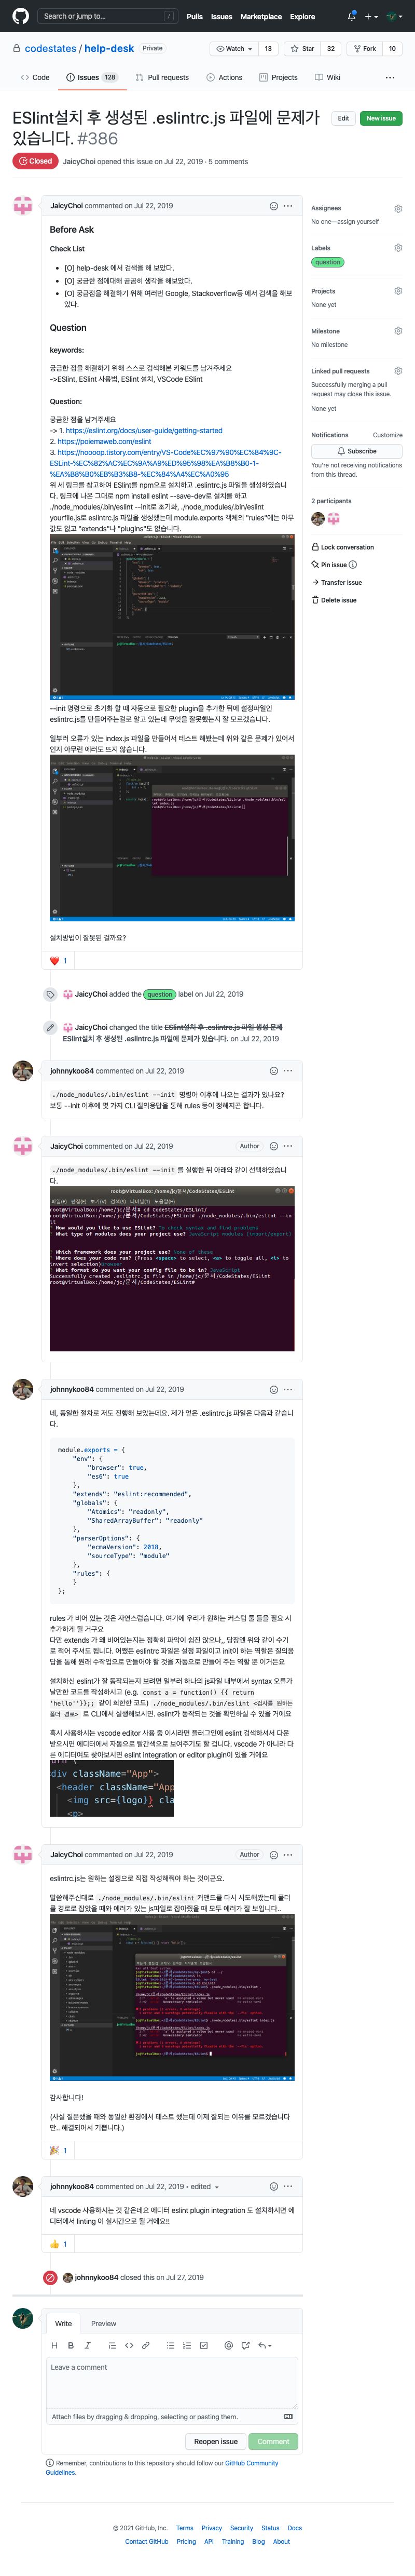 Search or jump to...
/
Pulls Issues Marketplace Explore
codestates / help-desk Private
Watch 13 Star 32 Fork 10
Code Issues 128 Pull requests Actions Projects Wiki
ESlint설치 후 생성된 .eslintrc.js 파일에 문제가
있습니다. #386
Edit New issue
Closed JaicyChoi opened this issue on Jul 22, 2019 · 5 comments
JaicyChoi commented on Jul 22, 2019
Before Ask
Check List
[O] help-desk 에서 검색을 해 보았다.
[O] 궁금한 점에대해 곰곰히 생각을 해보았다.
[O] 궁금점을 해결하기 위해 여러번 Google, Stackoverflow등 에서 검색을 해보
았다.
Question
keywords:
궁금한 점을 해결하기 위해 스스로 검색해본 키워드를 남겨주세요
->ESlint, ESlint 사용법, ESlint 설치, VSCode ESlint
Question:
궁금한 점을 남겨주세요
-> 1. https://eslint.org/docs/user-guide/getting-started
2. https://poiemaweb.com/eslint
3. https://noooop.tistory.com/entry/VS-Code%EC%97%90%EC%84%9C-
ESLint-%EC%82%AC%EC%9A%A9%ED%95%98%EA%B8%B0-1-
%EA%B8%B0%EB%B3%B8-%EC%84%A4%EC%A0%95
위 세 링크를 참고하여 ESLint를 npm으로 설치하고 .eslintrc.js 파일을 생성하였습니
다. 링크에 나온 그대로 npm install eslint --save-dev로 설치를 하고
./node_modules/.bin/eslint --init로 초기화, ./node_modules/.bin/eslint
yourfile.js로 eslintrc.js 파일을 생성했는데 module.exports 객체의 "rules"에는 아무
값도 없고 "extends"나 "plugins"도 없습니다.
--init 명령으로 초기화 할 때 자동으로 필요한 plugin을 추가한 뒤에 설정파일인
eslintrc.js를 만들어주는걸로 알고 있는데 무엇을 잘못했는지 잘 모르겠습니다.
일부러 오류가 있는 index.js 파일을 만들어서 테스트 해봤는데 위와 같은 문제가 있어서
인지 아무런 에러도 뜨지 않습니다.
설치방법이 잘못된 걸까요?
1
JaicyChoi added the question label on Jul 22, 2019
JaicyChoi changed the title ESlint설치 후 .eslintrc.js 파일 생성 문제
ESlint설치 후 생성된 .eslintrc.js 파일에 문제가 있습니다. on Jul 22, 2019
johnnykoo84 commented on Jul 22, 2019
./node_modules/.bin/eslint --init 명령어 이후에 나오는 결과가 있나요?
보통 --init 이후에 몇 가지 CLI 질의응답을 통해 rules 등이 정해지곤 합니다.
JaicyChoi commented on Jul 22, 2019 Author
./node_modules/.bin/eslint --init 를 실행한 뒤 아래와 같이 선택하였습니
다.
root@VirtualBox: /home/jc/문서/CodeStates/ESLint
root@VirtualBox:/home/jc/문서# cd CodeStates/ESLint/
root@VirtualBox:/home/jc/문서/CodeStates/ESLint# ./node_modules/.bin/eslint --ini
t
? How would you like to use ESLint? To check syntax and find problems
? What type of modules does your project use? JavaScript modules (import/export)
? Which framework does your project use? None of these
? Where does your code run? (Press <space> to select, <a> to toggle all, <i> to
invert selection)Browser
? What format do you want your config file to be in? JavaScript
Successfully created .eslintrc.js file in /home/jc/문서/CodeStates/ESLint
root@VirtualBox:/home/jc/문서/CodeStates/ESLint#
johnnykoo84 commented on Jul 22, 2019
네, 동일한 절차로 저도 진행해 보았는데요. 제가 얻은 .eslintrc.js 파일은 다음과 같습니
다.
module.exports = {
"env": {
"browser": true,
"es6": true
},
"extends": "eslint:recommended",
"globals": {
"Atomics": "readonly",
"SharedArrayBuffer": "readonly"
},
"parserOptions": {
"ecmaVersion": 2018,
"sourceType": "module"
},
"rules": {
}
};
rules 가 비어 있는 것은 자연스럽습니다. 여기에 우리가 원하는 커스텀 룰 들을 필요 시
추가하게 될 거구요
다만 extends 가 왜 비어있는지는 정확히 파악이 쉽진 않으나,, 당장엔 위와 같이 수기
로 적어 주셔도 됩니다. 어쨌든 eslintrc 파일은 설정 파일이고 init이 하는 역할은 질의응
답을 통해 원래 수작업으로 만들어야 할 것을 자동으로 만들어 주는 역할 뿐 이거든요
설치하신 eslint가 잘 동작되는지 보려면 일부러 하나의 js파일 내부에서 syntax 오류가
날만한 코드를 작성하시고 (e.g. const a = function() {{ return
'hello''}};; 같이 희한한 코드) ./node_modules/.bin/eslint <검사를 원하는
폴더 경로> 로 CLI에서 실행해보시면, eslint가 동작되는 것을 확인하실 수 있을 거에요
혹시 사용하시는 vscode editor 사용 중 이시라면 플러그인에 eslint 검색하셔서 다운
받으시면 에디터에서 자동으로 빨간색으로 보여주기도 할 겁니다. vscode 가 아니라 다
른 에디터여도 찾아보시면 eslint integration or editor plugin이 있을 거에요
div className="App">
<header className="App
<img src={logo}} cla
<p>
JaicyChoi commented on Jul 22, 2019 Author
eslintrc.js는 원하는 설정으로 직접 작성해줘야 하는 것이군요.
말씀해주신대로 ./node_modules/.bin/eslint커맨드를 다시 시도해봤는데 폴더
를 경로로 잡았을 때와 에러가 있는 js파일로 잡아줬을 때 모두 에러가 잘 보입니다..
감사합니다!
(사실 질문했을 때와 동일한 환경에서 테스트 했는데 이제 잘되는 이유를 모르겠습니다
만.. 해결되어서 기쁩니다.)
1
johnnykoo84 commented on Jul 22, 2019 • edited
네 vscode 사용하시는 것 같은데요 에디터 eslint plugin integration 도 설치하시면 에
디터에서 linting 이 실시간으로 될 거에요!!
1
johnnykoo84 closed this on Jul 27, 2019
Write Preview
Leave a comment
Attach files by dragging & dropping, selecting or pasting them.
Reopen issue Comment
Remember, contributions to this repository should follow our GitHub Community
Guidelines.
Assignees
No one—assign yourself
Labels
question
Projects
None yet
Milestone
No milestone
Linked pull requests
Successfully merging a pull
request may close this issue.
None yet
Notifications Customize
Subscribe
You're not receiving notifications
from this thread.
2 participants
Lock conversation
Pin issue
Transfer issue
Delete issue
© 2021 GitHub, Inc. Terms Privacy Security Status Docs
Contact GitHub Pricing API Training Blog About